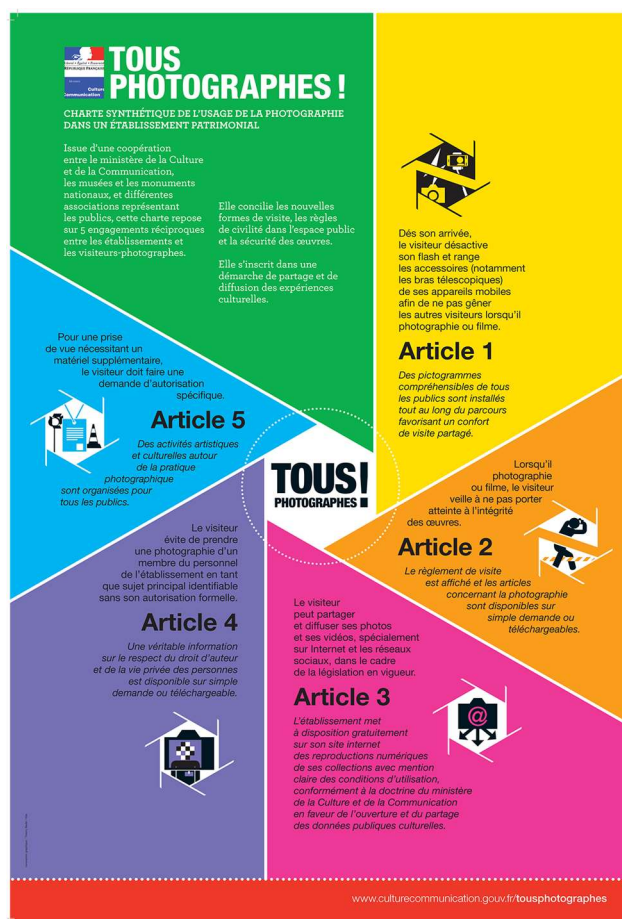 RÉPUBLIQUE FRANÇAISE
Culture
Communication
TOUS
PHOTOGRAPHES !
CHARTE SYNTHÉTIQUE DE L'USAGE DE LA PHOTOGRAPHIE
DANS UN ÉTABLISSEMENT PATRIMONIAL
Issue d'une coopération
entre le ministère de la Culture
et de la Communication,
les musées et les monuments
nationaux, et différentes
associations représentant
les publics, cette charte repose
sur 5 engagements réciproques
entre les établissements et
les visiteurs-photographes.
Elle concilie les nouvelles
formes de visite, les règles
de civilité dans l'espace public
et la sécurité des œuvres.
Elle s'inscrit dans une
démarche de partage et de
diffusion des expériences
culturelles.
Dés son arrivée,
le visiteur désactive
son flash et range
les accessoires (notamment
les bras télescopiques)
de ses appareils mobiles
afin de ne pas gêner
les autres visiteurs lorsqu'il
photographie ou filme.
Article 1
Des pictogrammes
compréhensibles de tous
les publics sont installés
tout au long du parcours
favorisant un confort
de visite partagé.
Lorsqu'il
photographie
ou filme, le visiteur
veille à ne pas porter
atteinte à l'intégrité
des œuvres.
Article 2
Le règlement de visite
est affiché et les articles
concernant la photographie
sont disponibles sur
simple demande ou
téléchargeables.
Le visiteur
peut partager
et diffuser ses photos
et ses vidéos, spécialement
sur Internet et les réseaux
sociaux, dans le cadre
de la législation en vigueur.
Article 3
L'établissement met
à disposition gratuitement
sur son site internet
des reproductions numériques
de ses collections avec mention
claire des conditions d'utilisation,
conformément à la doctrine du ministère
de la Culture et de la Communication
en faveur de l'ouverture et du partage
des données publiques culturelles.
@
Le visiteur
évite de prendre
une photographie d'un
membre du personnel
de l'établissement en tant
que sujet principal identifiable
sans son autorisation formelle.
Article 4
Une véritable information
sur le respect du droit d'auteur
et de la vie privée des personnes
est disponible sur simple
demande ou téléchargeable.
Pour une prise
de vue nécessitant un
matériel supplémentaire,
le visiteur doit faire une
demande d'autorisation
spécifique.
Article 5
Des activités artistiques
et culturelles autour
de la pratique
photographique
sont organisées pour
tous les publics.
TOUS!
PHOTOGRAPHES
www.culturecommunication.gouv.fr/tousphotographes